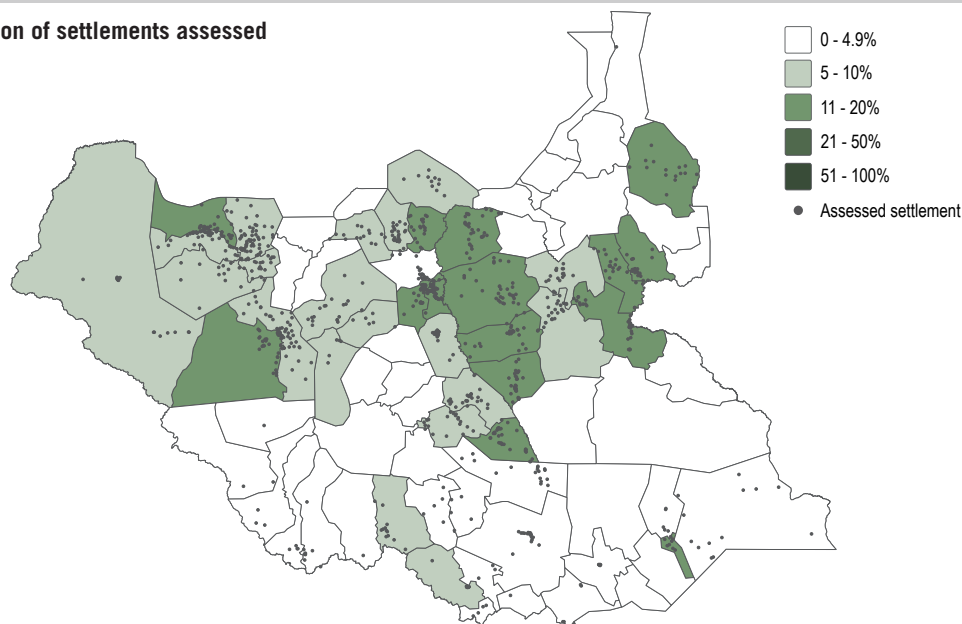 on of settlements assessed
0 - 4.9%
5 - 10%
11 - 20%
21 - 50%
51 - 100%
Assessed settlement